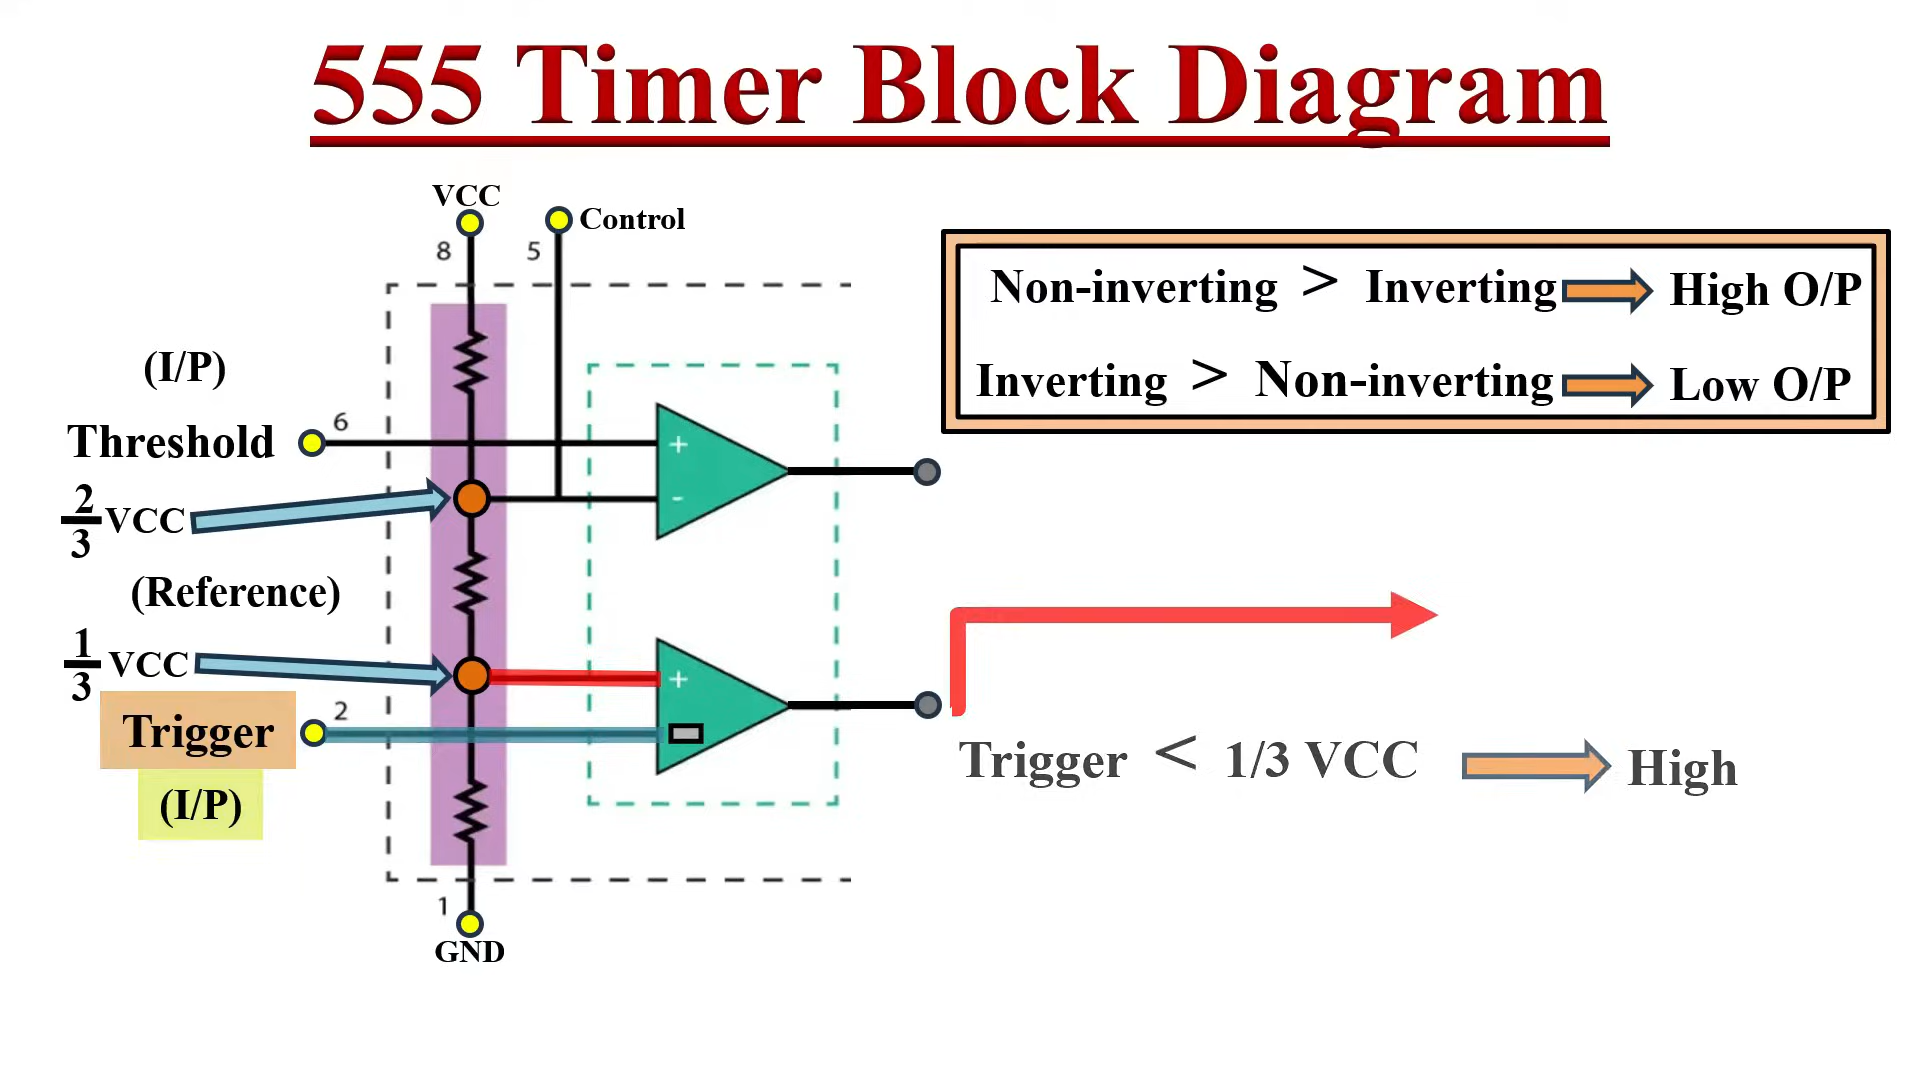 555 Timer Block Diagram
VCC
Control
8
5
Non-inverting > Inverting High O/P
Inverting > Non-inverting Low O/P
(I/P)
6
Threshold
+
-
2/3 VCC
(Reference)
1/3 VCC
+
2
Trigger
(I/P)
Trigger < 1/3 VCC High
1
GND